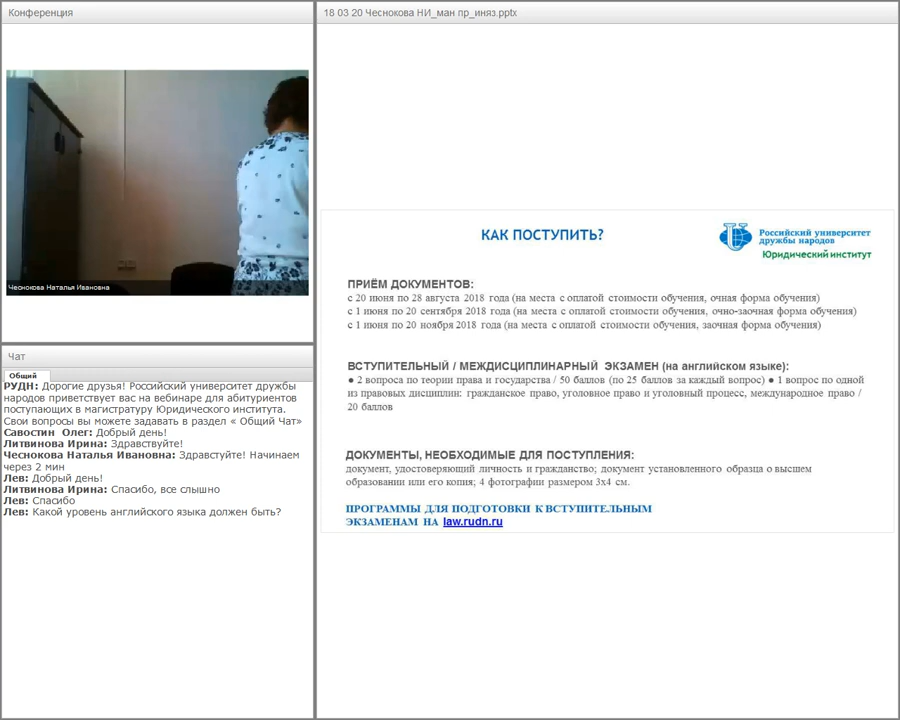 Конференция
Чеснокова Наталья Ивановна
Чат
Общий
РУДН: Дорогие друзья! Российский университет дружбы
народов приветствует вас на вебинаре для абитуриентов
поступающих в магистратуру Юридического института.
Свои вопросы вы можете задавать в раздел « Общий Чат»
Савостин Олег: Добрый день!
Литвинова Ирина: Здравствуйте!
Чеснокова Наталья Ивановна: Здравстуйте! Начинаем
через 2 мин
Лев: Добрый день!
Литвинова Ирина: Спасибо, все слышно
Лев: Спасибо
Лев: Какой уровень английского языка должен быть?
18 03 20 Чеснокова НИ_ман пр_иняз.pptx
КАК ПОСТУПИТЬ?
Российский университет
дружбы народов
Юридический институт
ПРИЁМ ДОКУМЕНТОВ:
с 20 июня по 28 августа 2018 года (на места с оплатой стоимости обучения, очная форма обучения)
с 1 июня по 20 сентября 2018 года (на места с оплатой стоимости обучения, очно-заочная форма обучения)
с 1 июня по 20 ноября 2018 года (на места с оплатой стоимости обучения, заочная форма обучения)
ВСТУПИТЕЛЬНЫЙ / МЕЖДИСЦИПЛИНАРНЫЙ ЭКЗАМЕН (на английском языке):
● 2 вопроса по теории права и государства / 50 баллов (по 25 баллов за каждый вопрос) ● 1 вопрос по одной
из правовых дисциплин: гражданское право, уголовное право и уголовный процесс, международное право /
20 баллов
ДОКУМЕНТЫ, НЕОБХОДИМЫЕ ДЛЯ ПОСТУПЛЕНИЯ:
документ, удостоверяющий личность и гражданство; документ установленного образца о высшем
образовании или его копия; 4 фотографии размером 3х4 см.
ПРОГРАММЫ ДЛЯ ПОДГОТОВКИ К ВСТУПИТЕЛЬНЫМ
ЭКЗАМЕНАМ НА law.rudn.ru